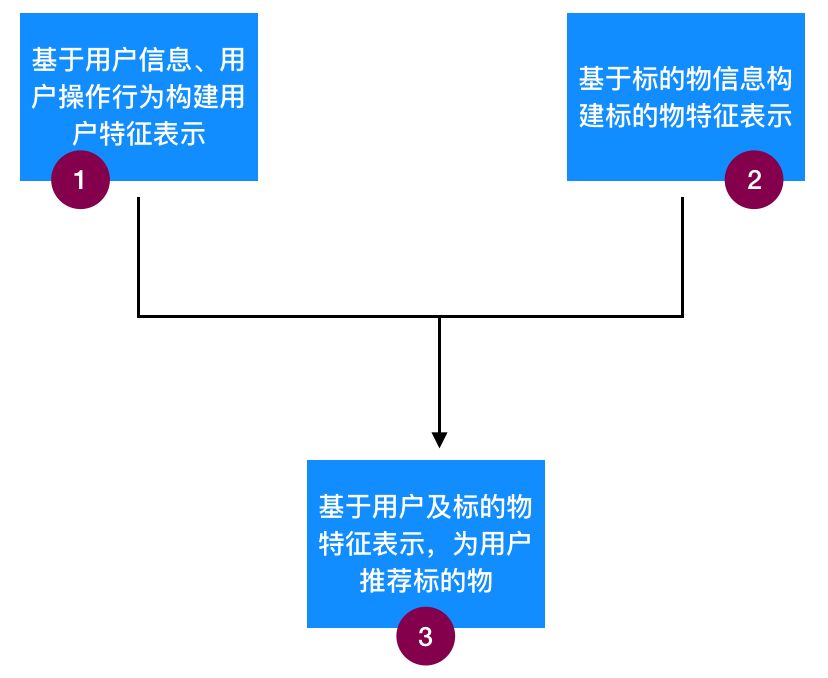 基于用户信息、用
户操作行为构建用
户特征表示
1
基于标的物信息构
建标的物特征表示
2
基于用户及标的物
特征表示，为用户
推荐标的物
3